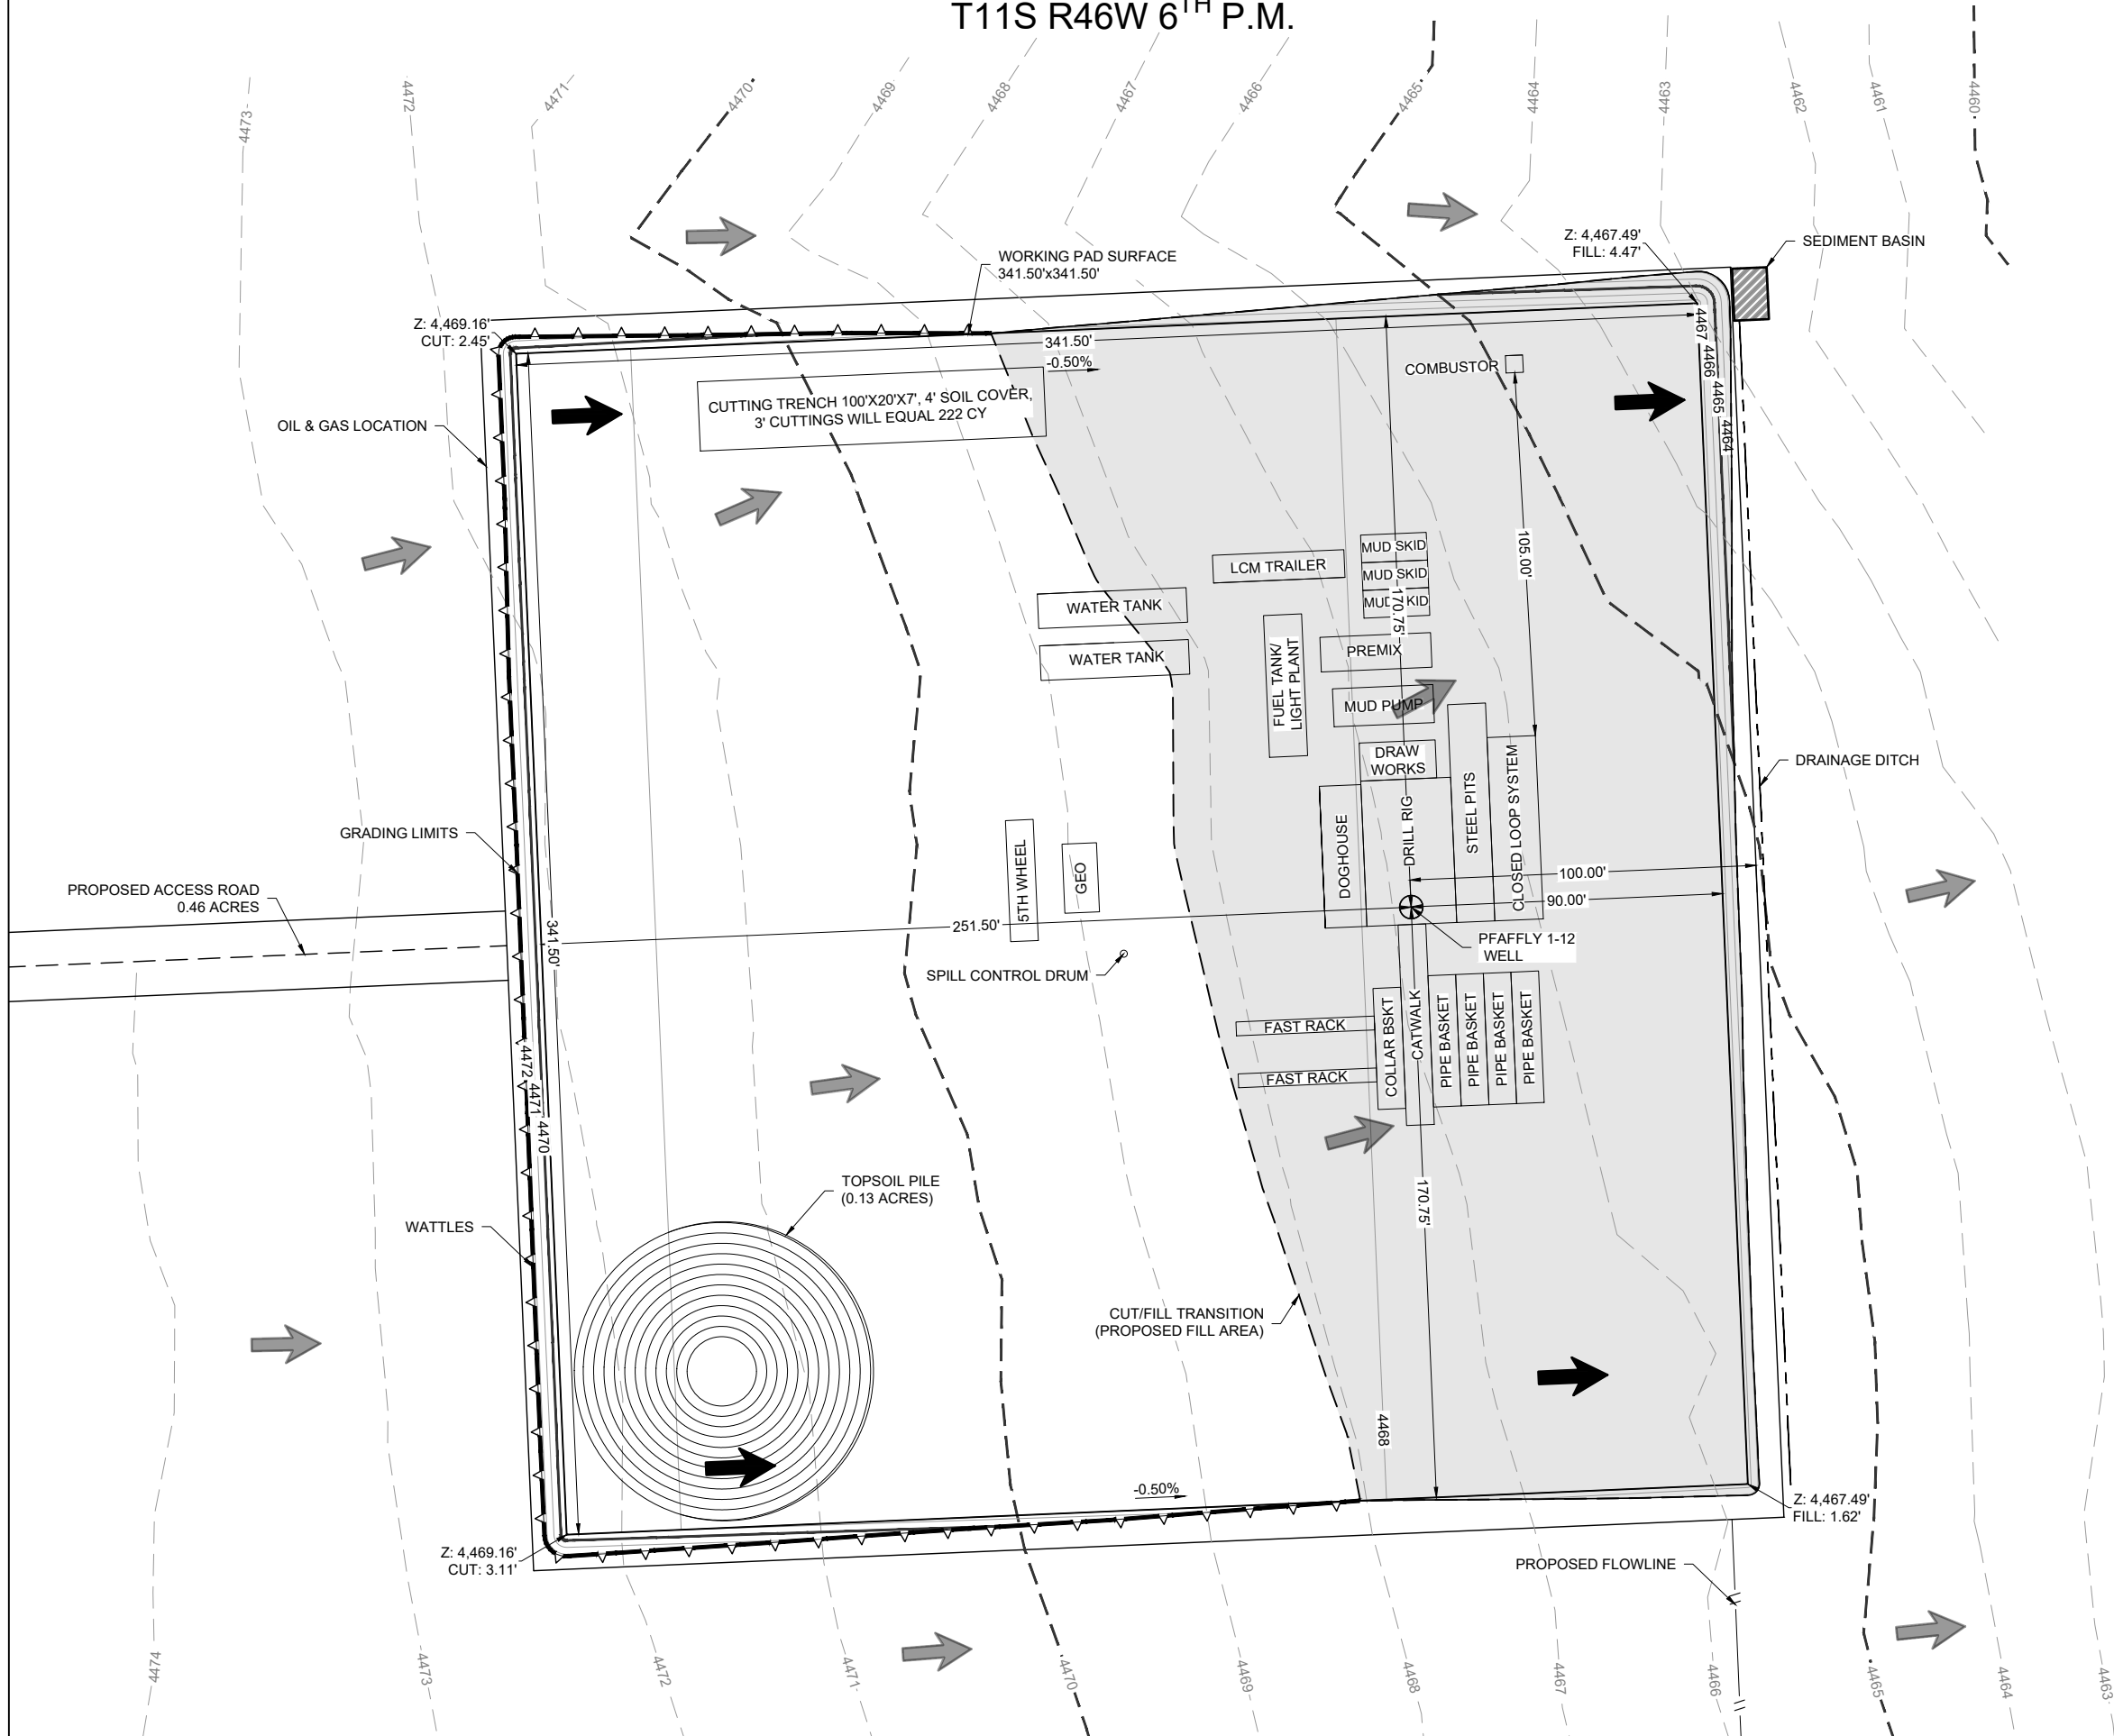 T11S R46W 6TH P.M.
4473
4472
4471
4470
4469
4468
4467
4466
4465
4464
4463
4462
4461
4460
Z: 4,467.49'
FILL: 4.47'
SEDIMENT BASIN
WORKING PAD SURFACE
341.50'x341.50'
Z: 4,469.16'
CUT: 2.45'
341.50'
-0.50%
4467
4466
4465
4464
COMBUSTOR
CUTTING TRENCH 100'X20'X7', 4' SOIL COVER,
3' CUTTINGS WILL EQUAL 222 CY
OIL & GAS LOCATION
105.00'
MUD SKID
MUD SKID
MUD SKID
LCM TRAILER
170.75'
WATER TANK
WATER TANK
FUEL TANK/
LIGHT PLANT
PREMIX
MUD PUMP
DRAW
WORKS
STEEL PITS
CLOSED LOOP SYSTEM
DRAINAGE DITCH
GRADING LIMITS
DOGHOUSE
DRILL RIG
5TH WHEEL
GEO
100.00'
90.00'
PROPOSED ACCESS ROAD
0.46 ACRES
341.50'
251.50'
PFAFFLY 1-12
WELL
SPILL CONTROL DRUM
COLLAR BSKT
CATWALK
PIPE BASKET
PIPE BASKET
PIPE BASKET
PIPE BASKET
FAST RACK
FAST RACK
4472
4471
4470
TOPSOIL PILE
(0.13 ACRES)
170.75'
WATTLES
CUT/FILL TRANSITION
(PROPOSED FILL AREA)
4468
-0.50%
Z: 4,467.49'
FILL: 1.62'
Z: 4,469.16'
CUT: 3.11'
PROPOSED FLOWLINE
4474
4473
4472
4471
4470
4469
4468
4467
4466
4465
4464
4463